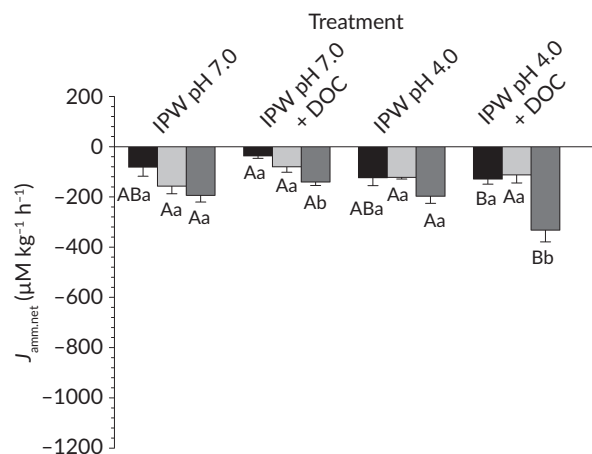 Treatment
IPW pH 7.0
IPW pH 7.0
+ DOC
IPW pH 4.0
IPW pH 4.0
+ DOC
200
0
−200
−400
−600
−800
−1000
−1200
J amm.net (μM kg⁻¹ h⁻¹)
ABa
Aa
Aa
Aa
Aa
Ab
ABa
Aa
Aa
Ba
Aa
Bb